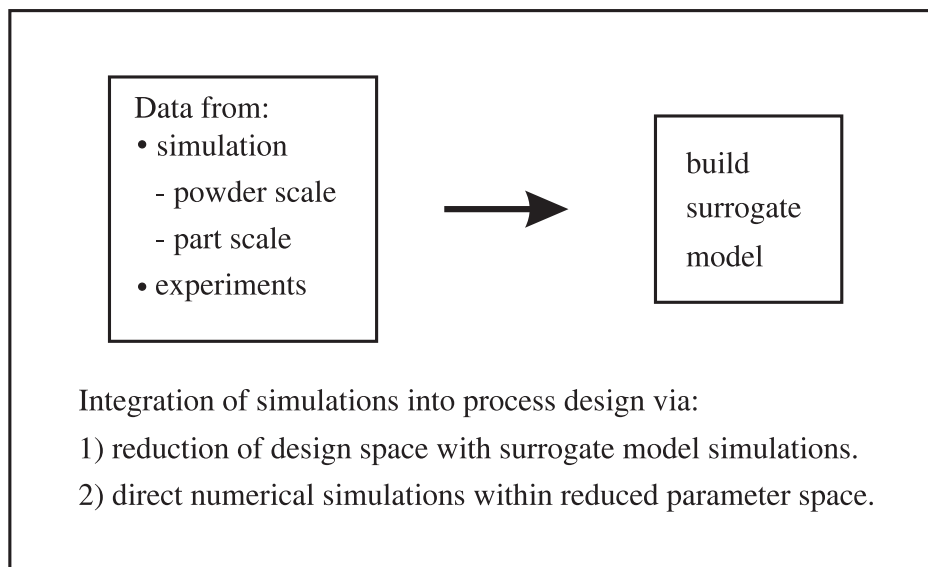 Data from:
• simulation
- powder scale
- part scale
• experiments
build
surrogate
model
Integration of simulations into process design via:
1) reduction of design space with surrogate model simulations.
2) direct numerical simulations within reduced parameter space.